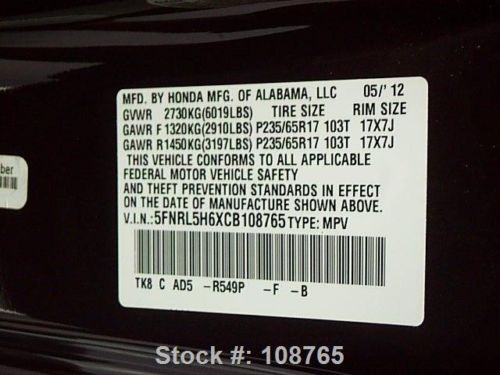 MFD. BY HONDA MFG. OF ALABAMA, LLC 05/'12
GVWR 2730KG(6019LBS) TIRE SIZE RIM SIZE
GAWR F 1320KG(2910LBS) P235/65R17 103T 17X7J
GAWR R1450KG(3197LBS) P235/65R17 103T 17X7J
THIS VEHICLE CONFORMS TO ALL APPLICABLE
FEDERAL MOTOR VEHICLE SAFETY
AND THEFT PREVENTION STANDARDS IN EFFECT
ON THE DATE OF MANUFACTURE SHOWN ABOVE.
V.I.N.: 5FNRL5H6XCB108765 TYPE: MPV
TK8 C AD5 -R549P -F -B
Stock #: 108765